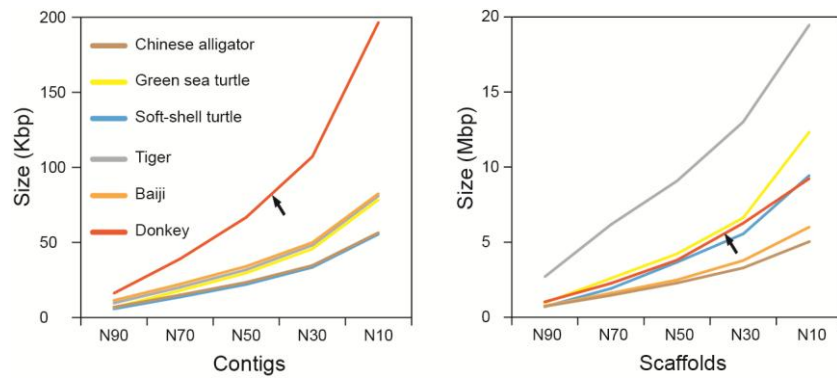 Size (Kbp)
200
150
100
50
0
Chinese alligator
Green sea turtle
Soft-shell turtle
Tiger
Baiji
Donkey
N90 N70 N50 N30 N10
Contigs
Size (Mbp)
20
15
10
5
0
N90 N70 N50 N30 N10
Scaffolds